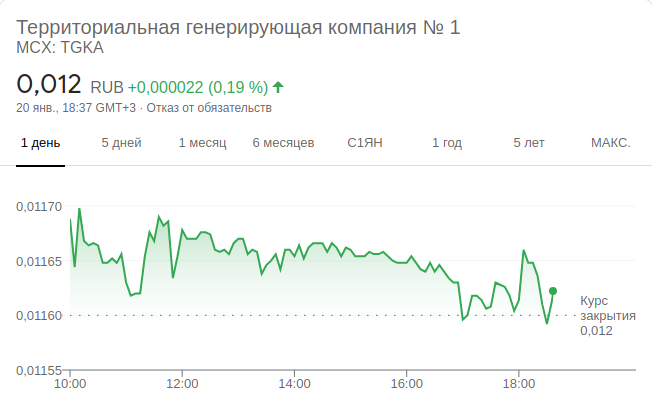 Территориальная генерирующая компания № 1
MCX: TGKA
0,012 RUB +0,000022 (0,19 %)
20 янв., 18:37 GMT+3 · Отказ от обязательств
1 день 5 дней 1 месяц 6 месяцев С1ЯН 1 год 5 лет МАКС.
0,01170
0,01165
0,01160
0,01155
Курс
закрытия
0,012
10:00 12:00 14:00 16:00 18:00